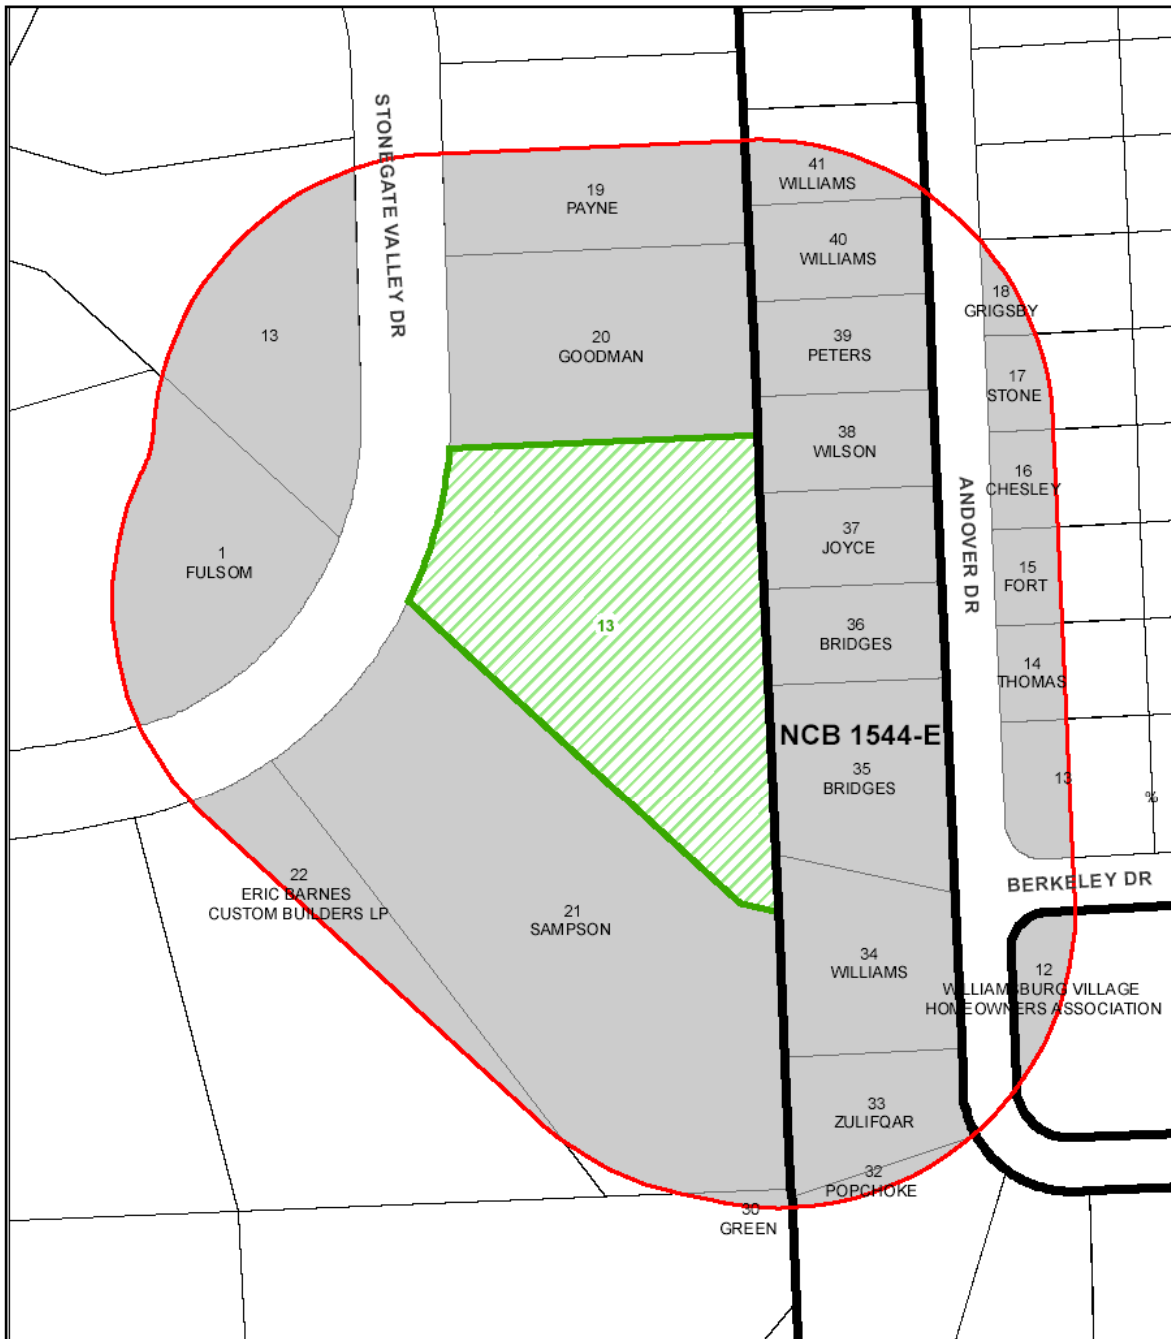 STONEGATE VALLEY DR
41
WILLIAMS
19
PAYNE
40
WILLIAMS
18
GRIGSBY
13
20
GOODMAN
39
PETERS
17
STONE
38
WILSON
16
CHESLEY
ANDOVER DR
37
JOYCE
1
FULSOM
15
FORT
13
36
BRIDGES
14
THOMAS
NCB 1544-E
35
BRIDGES
13
%
22
ERIC BARNES
CUSTOM BUILDERS LP
BERKELEY DR
21
SAMPSON
34
WILLIAMS
12
WILLIAMSBURG VILLAGE
HOMEOWNERS ASSOCIATION
33
ZULIFQAR
32
POPCHOKE
30
GREEN